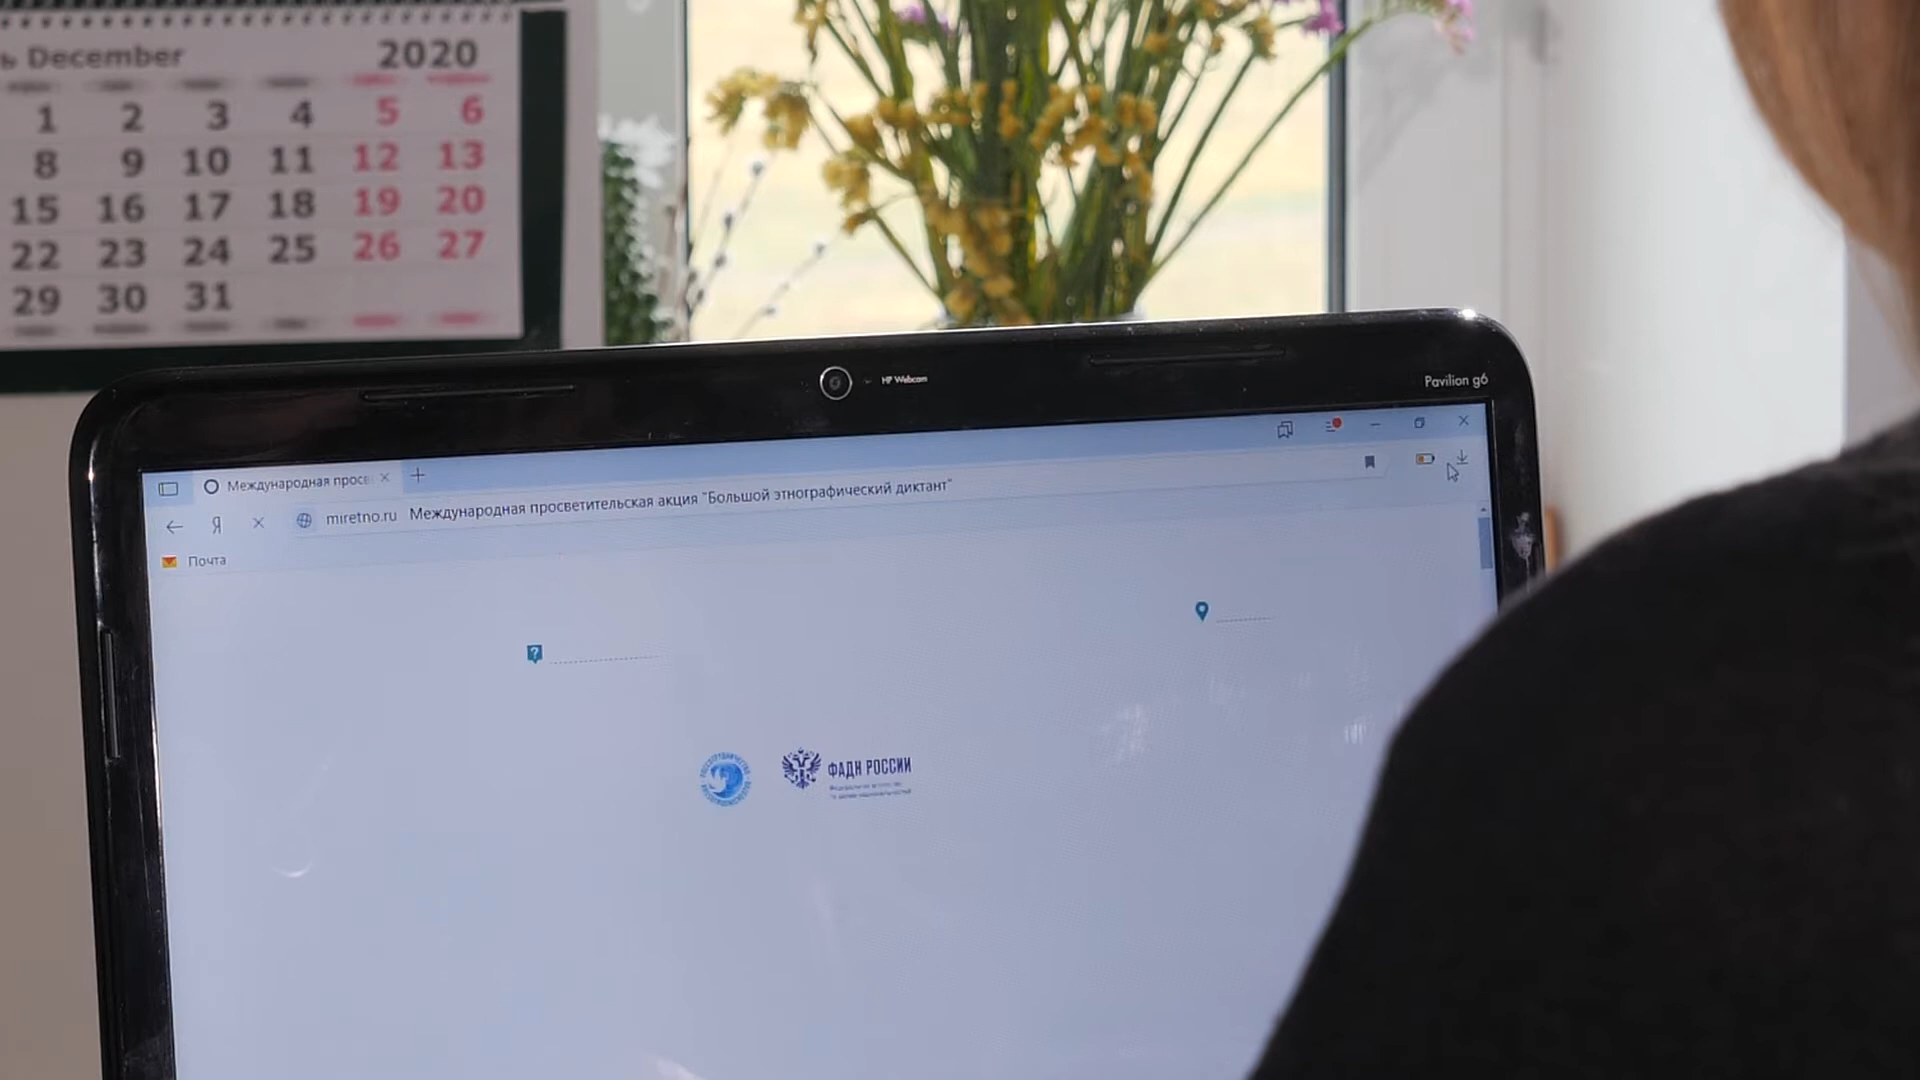 ь December 2020
1 2 3 4 5 6
8 9 10 11 12 13
15 16 17 18 19 20
22 23 24 25 26 27
29 30 31
HP Webcam
Pavilion g6
Международная просв
miretno.ru Международная просветительская акция "Большой этнографический диктант"
Почта
ФАДН РОССИИ